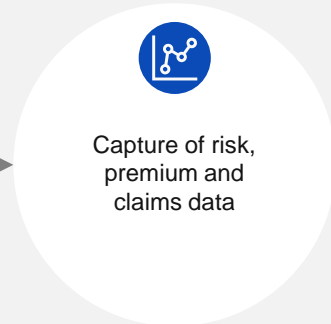 Capture of risk,
premium and
claims data